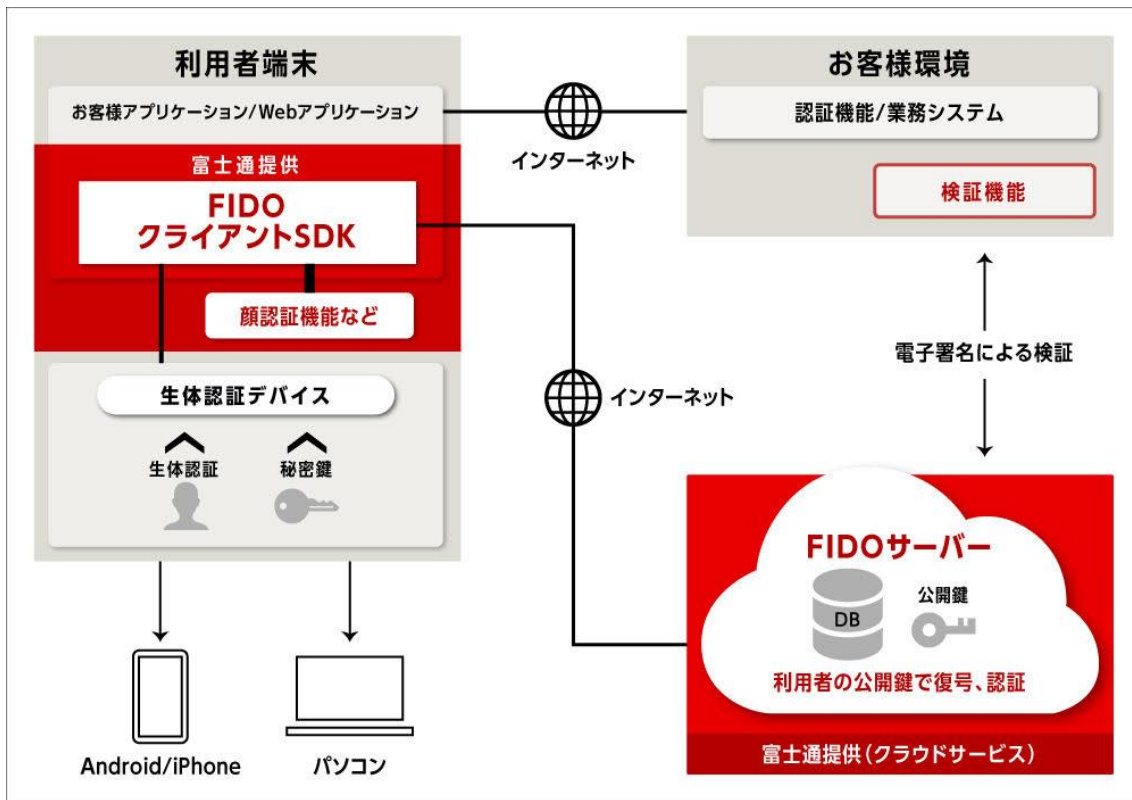 利用者端末
お客様アプリケーション/Webアプリケーション
富士通提供
FIDO
クライアントSDK
顔認証機能など
生体認証デバイス
生体認証
秘密鍵
Android/iPhone
パソコン
インターネット
インターネット
お客様環境
認証機能/業務システム
検証機能
電子署名による検証
FIDOサーバー
DB
公開鍵
利用者の公開鍵で復号、認証
富士通提供(クラウドサービス)